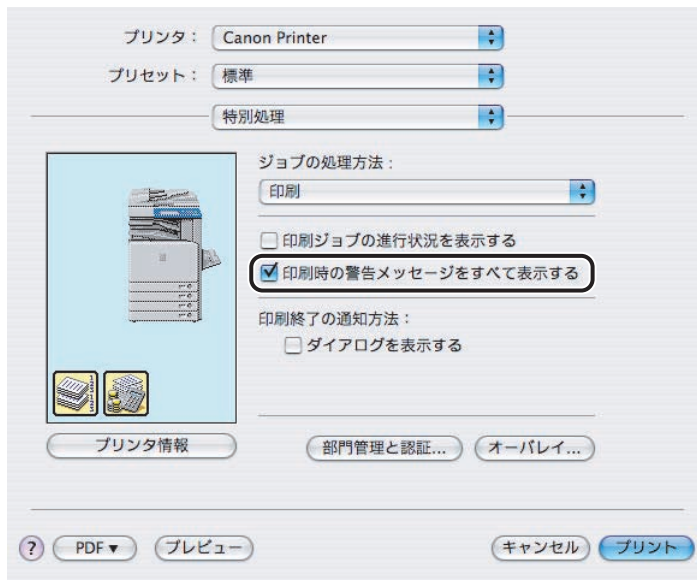 プリンタ： Canon Printer
プリセット： 標準
特別処理
ジョブの処理方法：
印刷
印刷ジョブの進行状況を表示する
印刷時の警告メッセージをすべて表示する
印刷終了の通知方法：
ダイアログを表示する
プリンタ情報 部門管理と認証... オーバレイ...
? PDF▼ プレビュー キャンセル プリント